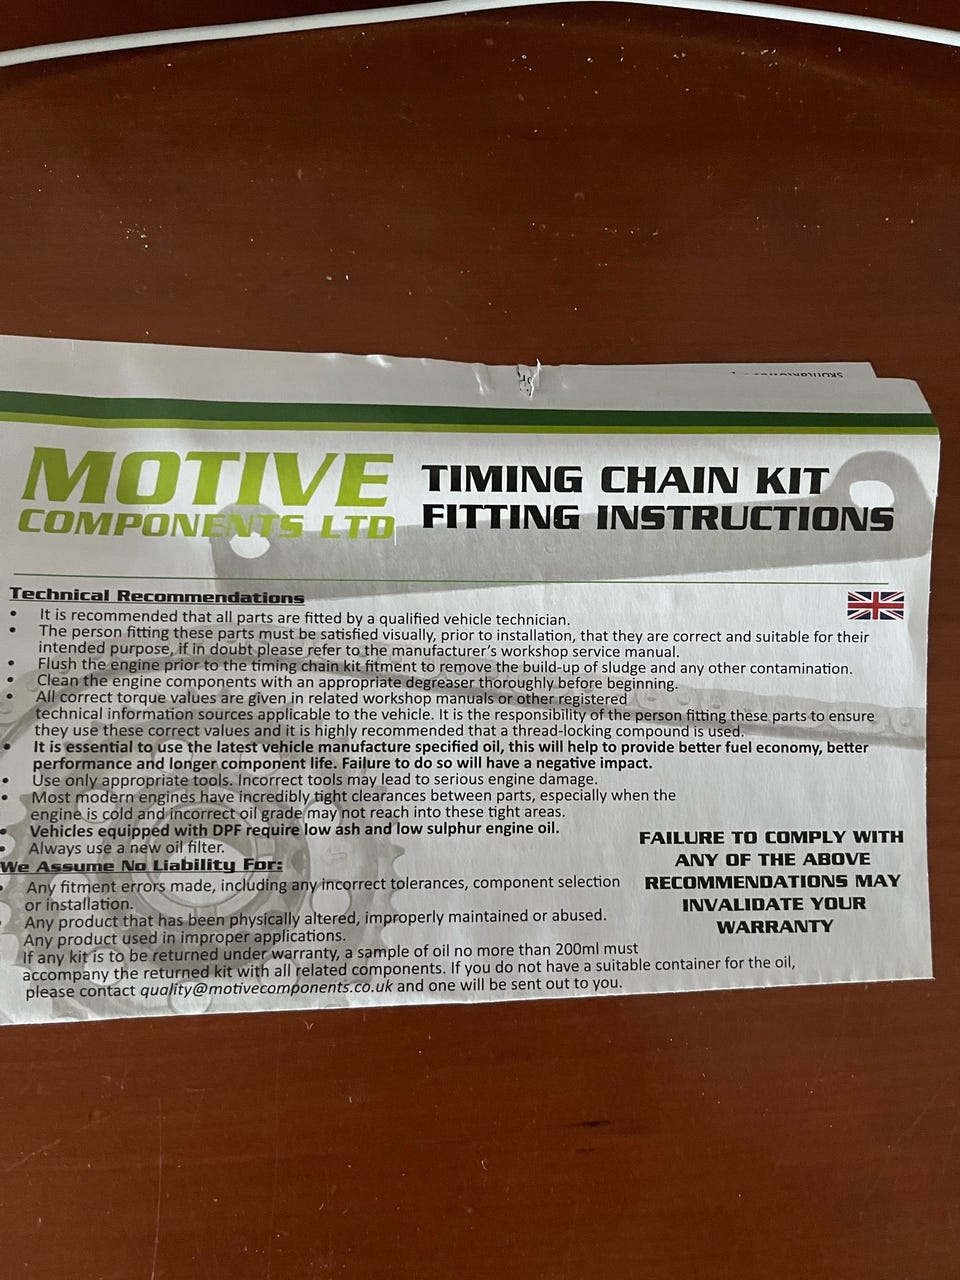 MOTIVE
COMPONENTS LTD
TIMING CHAIN KIT
FITTING INSTRUCTIONS
Technical Recommendations
• It is recommended that all parts are fitted by a qualified vehicle technician.
• The person fitting these parts must be satisfied visually, prior to installation, that they are correct and suitable for their
intended purpose, if in doubt please refer to the manufacturer's workshop service manual.
• Flush the engine prior to the timing chain kit fitment to remove the build-up of sludge and any other contamination.
• Clean the engine components with an appropriate degreaser thoroughly before beginning.
• All correct torque values are given in related workshop manuals or other registered
technical information sources applicable to the vehicle. It is the responsibility of the person fitting these parts to ensure
they use these correct values and it is highly recommended that a thread-locking compound is used.
• It is essential to use the latest vehicle manufacture specified oil, this will help to provide better fuel economy, better
performance and longer component life. Failure to do so will have a negative impact.
• Use only appropriate tools. Incorrect tools may lead to serious engine damage.
• Most modern engines have incredibly tight clearances between parts, especially when the
engine is cold and incorrect oil grade may not reach into these tight areas.
• Vehicles equipped with DPF require low ash and low sulphur engine oil.
• Always use a new oil filter.
We Assume No Liability For:
• Any fitment errors made, including any incorrect tolerances, component selection
or installation.
Any product that has been physically altered, improperly maintained or abused.
Any product used in improper applications.
If any kit is to be returned under warranty, a sample of oil no more than 200ml must
accompany the returned kit with all related components. If you do not have a suitable container for the oil,
please contact quality@motivecomponents.co.uk and one will be sent out to you.
FAILURE TO COMPLY WITH
ANY OF THE ABOVE
RECOMMENDATIONS MAY
INVALIDATE YOUR
WARRANTY